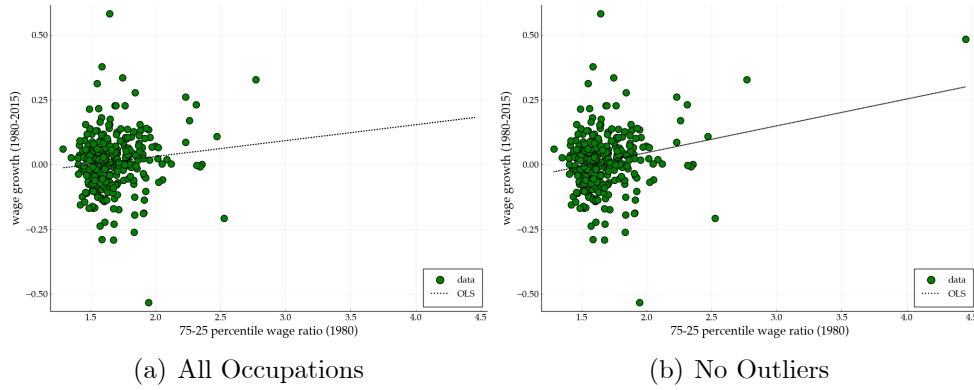 0.50
0.25
0.00
−0.25
−0.50
wage growth (1980-2015)
1.5 2.0 2.5 3.0 3.5 4.0 4.5
75-25 percentile wage ratio (1980)
data
OLS
(a) All Occupations
0.50
0.25
0.00
−0.25
−0.50
wage growth (1980-2015)
1.5 2.0 2.5 3.0 3.5 4.0 4.5
75-25 percentile wage ratio (1980)
data
OLS
(b) No Outliers